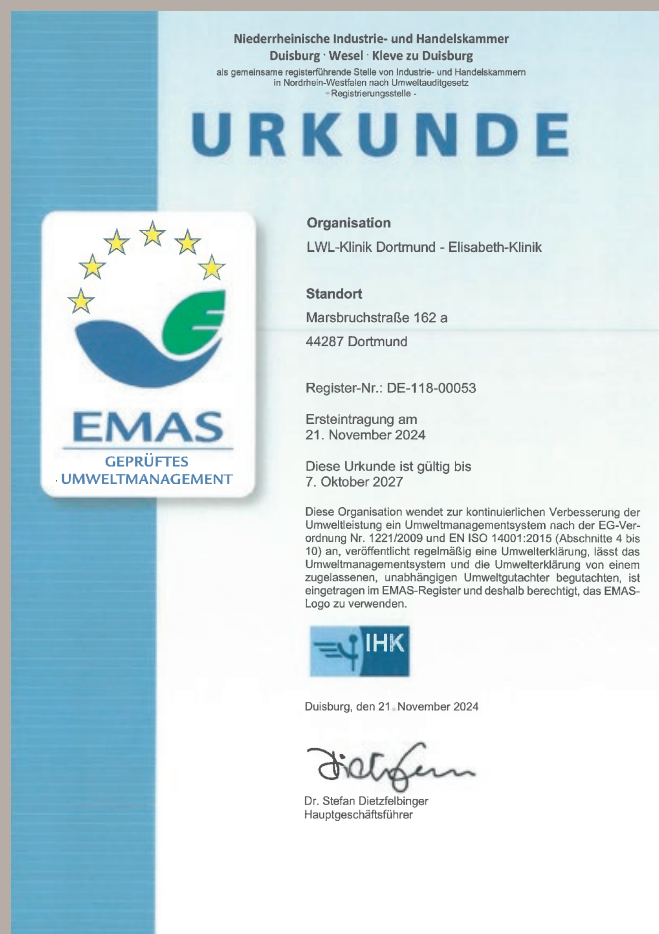 Niederrheinische Industrie- und Handelskammer
Duisburg · Wesel · Kleve zu Duisburg
als gemeinsame registerführende Stelle von Industrie- und Handelskammern
in Nordrhein-Westfalen nach Umweltauditgesetz
- Registrierungsstelle -
URKUNDE
Organisation
LWL-Klinik Dortmund - Elisabeth-Klinik
Standort
Marsbruchstraße 162 a
44287 Dortmund
EMAS
GEPRÜFTES
UMWELTMANAGEMENT
Register-Nr.: DE-118-00053
Ersteintragung am
21. November 2024
Diese Urkunde ist gültig bis
7. Oktober 2027
Diese Organisation wendet zur kontinuierlichen Verbesserung der
Umweltleistung ein Umweltmanagementsystem nach der EG-Ver-
ordnung Nr. 1221/2009 und EN ISO 14001:2015 (Abschnitte 4 bis
10) an, veröffentlicht regelmäßig eine Umwelterklärung, lässt das
Umweltmanagementsystem und die Umwelterklärung von einem
zugelassenen, unabhängigen Umweltgutachter begutachten, ist
eingetragen im EMAS-Register und deshalb berechtigt, das EMAS-
Logo zu verwenden.
IHK
Duisburg, den 21. November 2024
Dr. Stefan Dietzfelbinger
Hauptgeschäftsführer